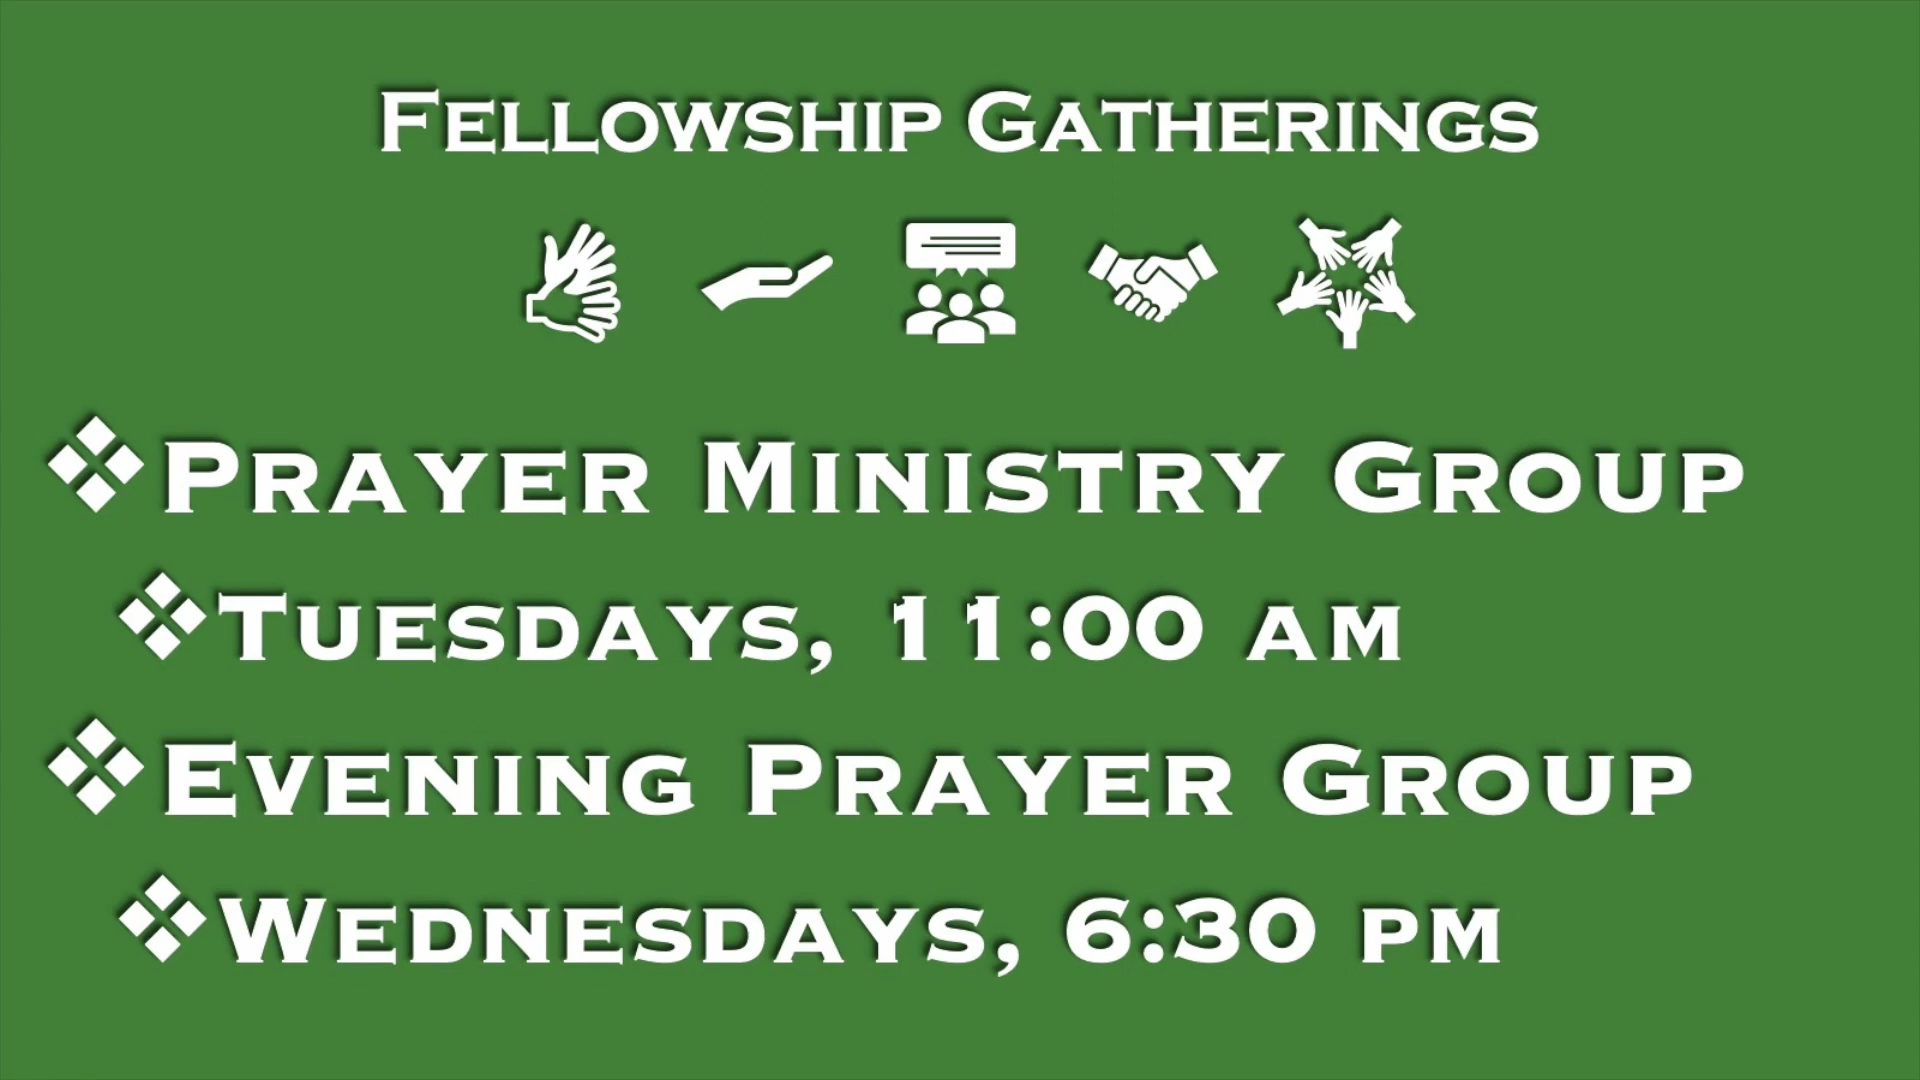 Fellowship Gatherings
❖Prayer Ministry Group
❖Tuesdays, 11:00 am
❖Evening Prayer Group
❖Wednesdays, 6:30 pm